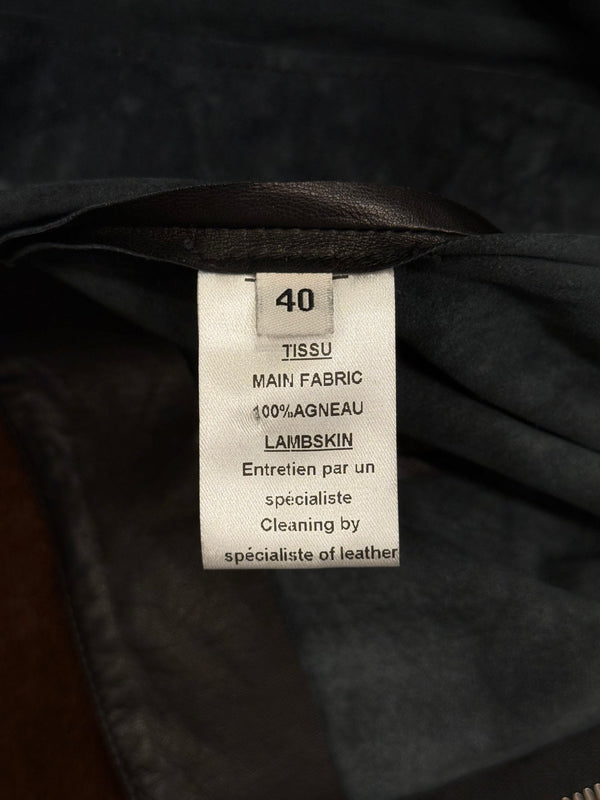 40
TISSU
MAIN FABRIC
100%AGNEAU
LAMBSKIN
Entretien par un
spécialiste
Cleaning by
spécialiste of leather